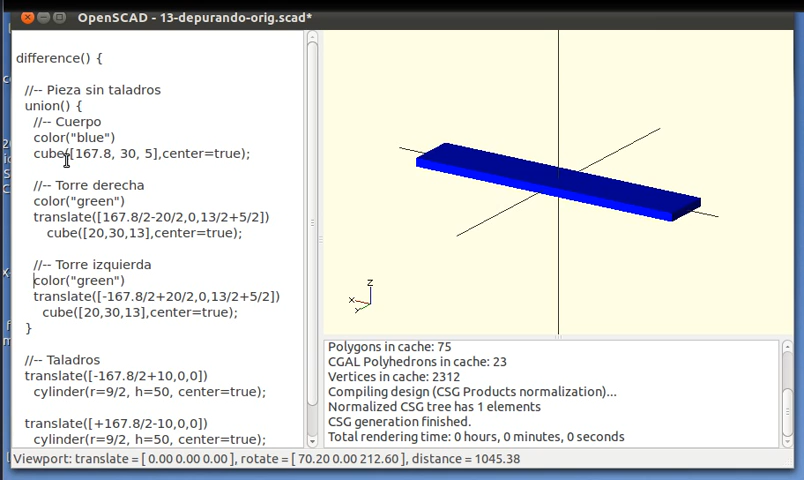 OpenSCAD - 13-depurando-orig.scad*
difference() {
//-- Pieza sin taladros
union() {
//-- Cuerpo
color("blue")
cube([167.8, 30, 5],center=true);
//-- Torre derecha
color("green")
translate([167.8/2-20/2,0,13/2+5/2])
cube([20,30,13],center=true);
//-- Torre izquierda
color("green")
translate([-167.8/2+20/2,0,13/2+5/2])
cube([20,30,13],center=true);
}
//-- Taladros
translate([-167.8/2+10,0,0])
cylinder(r=9/2, h=50, center=true);
translate([+167.8/2-10,0,0])
cylinder(r=9/2, h=50, center=true);
Z
X
Y
Polygons in cache: 75
CGAL Polyhedrons in cache: 23
Vertices in cache: 2312
Compiling design (CSG Products normalization)...
Normalized CSG tree has 1 elements
CSG generation finished.
Total rendering time: 0 hours, 0 minutes, 0 seconds
Viewport: translate = [ 0.00 0.00 0.00 ], rotate = [ 70.20 0.00 212.60 ], distance = 1045.38